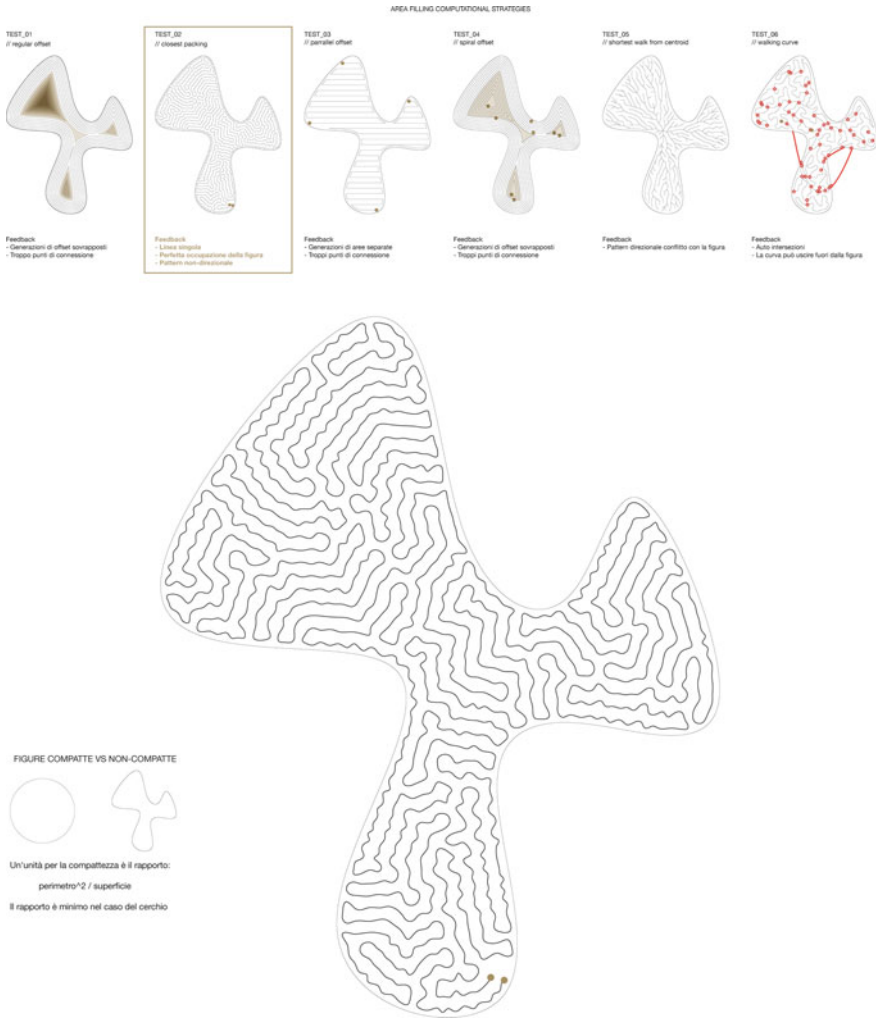 AREA FILLING COMPUTATIONAL STRATEGIES
TEST_01
// regular offset
TEST_02
// closest packing
TEST_03
// parrallel offset
TEST_04
// spiral offset
TEST_05
// shortest walk from centroid
TEST_06
// walking curve
Feedback
- Generazioni di offset sovrapposti
- Troppo punti di connessione
Feedback
- Linea singola
- Perfetta occupazione della figura
- Pattern non-direzionale
Feedback
- Generazioni di aree separate
- Troppi punti di connessione
Feedback
- Generazioni di offset sovrapposti
- Troppi punti di connessione
Feedback
- Pattern direzionale conflitto con la figura
Feedback
- Auto intersezioni
- La curva può uscire fuori dalla figura
FIGURE COMPATTE VS NON-COMPATTE
Un'unità per la compattezza è il rapporto:
perimetro^2 / superficie
Il rapporto è minimo nel caso del cerchio